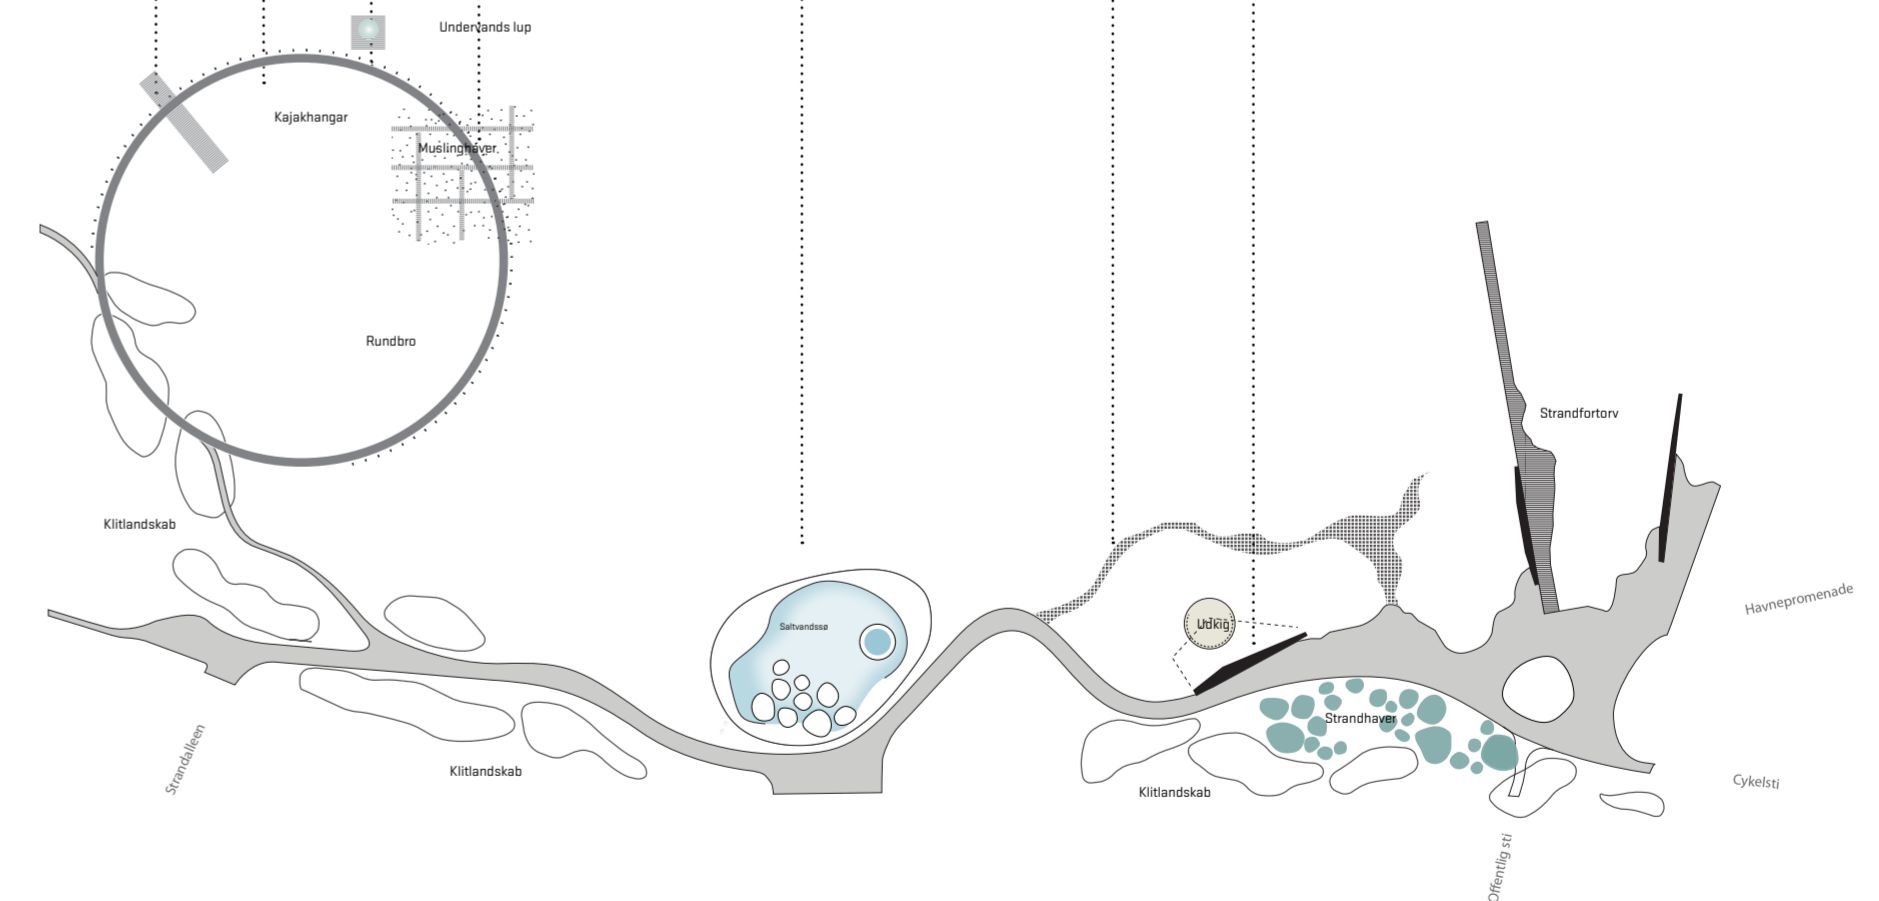 Undervands lup
Kajakhangar
Muslinghaver
Rundbro
Strandfortorv
Klitlandskab
Saltvandssø
Udkig
Havnepromenade
Strandhaver
Strandalleen
Klitlandskab
Klitlandskab
Cykelsti
Offentlig sti